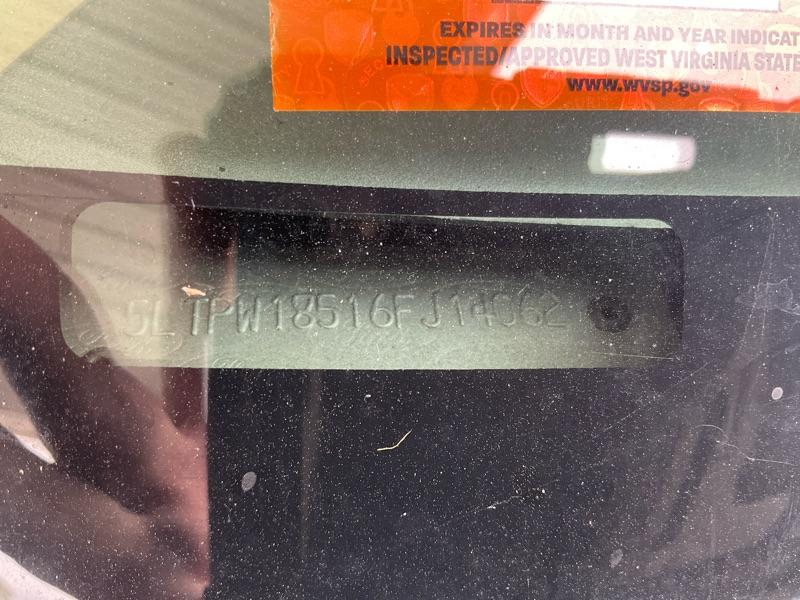 EXPIRES IN MONTH AND YEAR INDICAT
INSPECTED/APPROVED WEST VIRGINIA STATE
www.wvsp.gov
5LTPW18516FJ14062